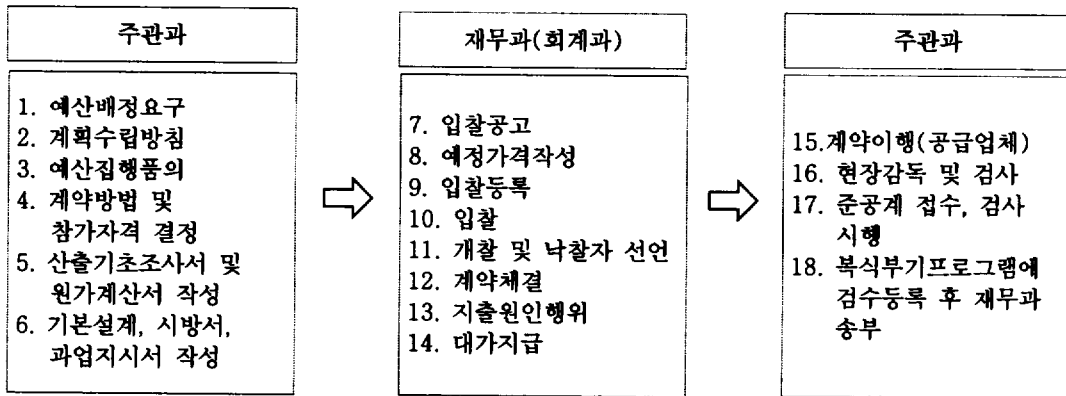 주관과
1. 예산배정요구
2. 계획수립방침
3. 예산집행품의
4. 계약방법 및
참가자격 결정
5. 산출기초조사서 및
원가계산서 작성
6. 기본설계, 시방서,
과업지시서 작성
재무과(회계과)
7. 입찰공고
8. 예정가격작성
9. 입찰등록
10. 입찰
11. 개찰 및 낙찰자 선언
12. 계약체결
13. 지출원인행위
14. 대가지급
주관과
15.계약이행(공급업체)
16. 현장감독 및 검사
17. 준공계 접수, 검사
시행
18. 복식부기프로그램에
검수등록 후 재무과
송부